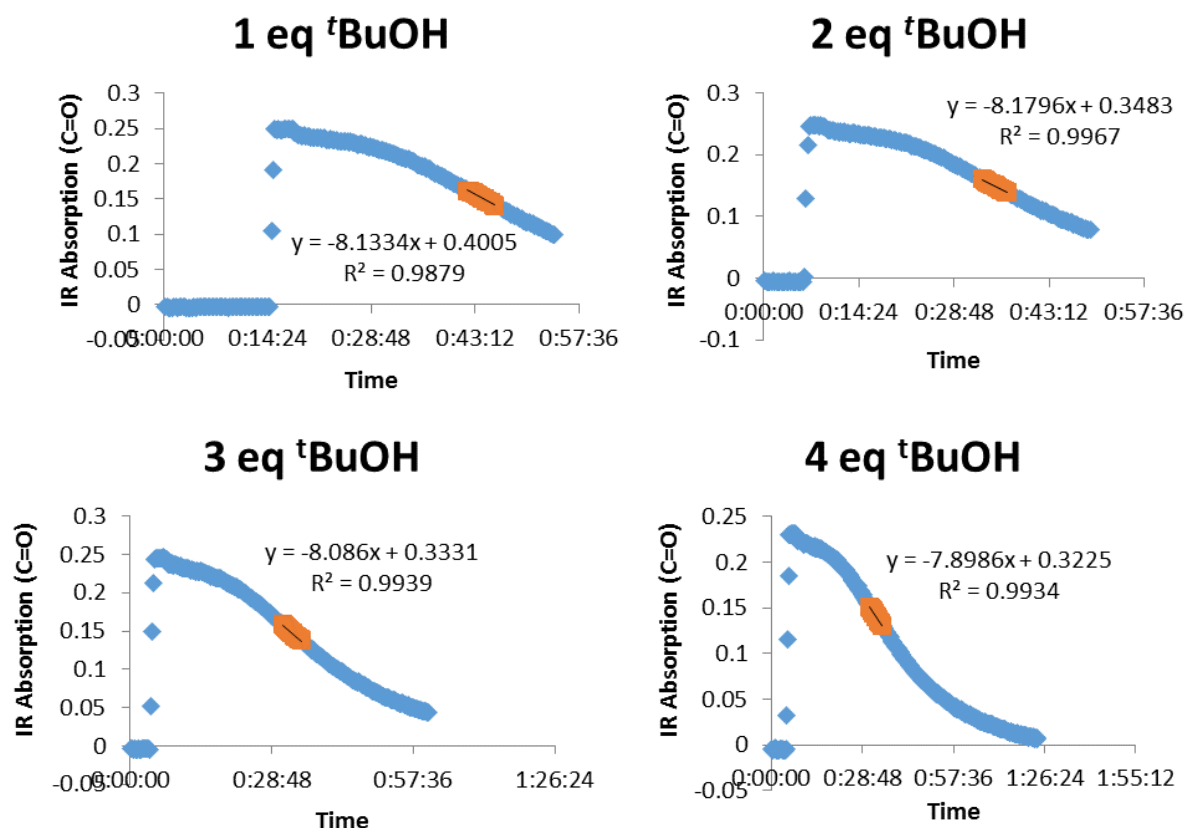 1 eq ᵗBuOH
IR Absorption (C=O)
0.3
0.25
0.2
0.15
0.1
0.05
0
-0.05
y = -8.1334x + 0.4005
R² = 0.9879
0:00:00 0:14:24 0:28:48 0:43:12 0:57:36
Time
2 eq ᵗBuOH
IR Absorption (C=O)
0.3
0.2
0.1
0
-0.1
y = -8.1796x + 0.3483
R² = 0.9967
0:00:00 0:14:24 0:28:48 0:43:12 0:57:36
Time
3 eq ᵗBuOH
IR Absorption (C=O)
0.3
0.25
0.2
0.15
0.1
0.05
0
-0.05
y = -8.086x + 0.3331
R² = 0.9939
0:00:00 0:28:48 0:57:36 1:26:24
Time
4 eq ᵗBuOH
IR Absorption (C=O)
0.25
0.2
0.15
0.1
0.05
0
-0.05
y = -7.8986x + 0.3225
R² = 0.9934
0:00:00 0:28:48 0:57:36 1:26:24 1:55:12
Time